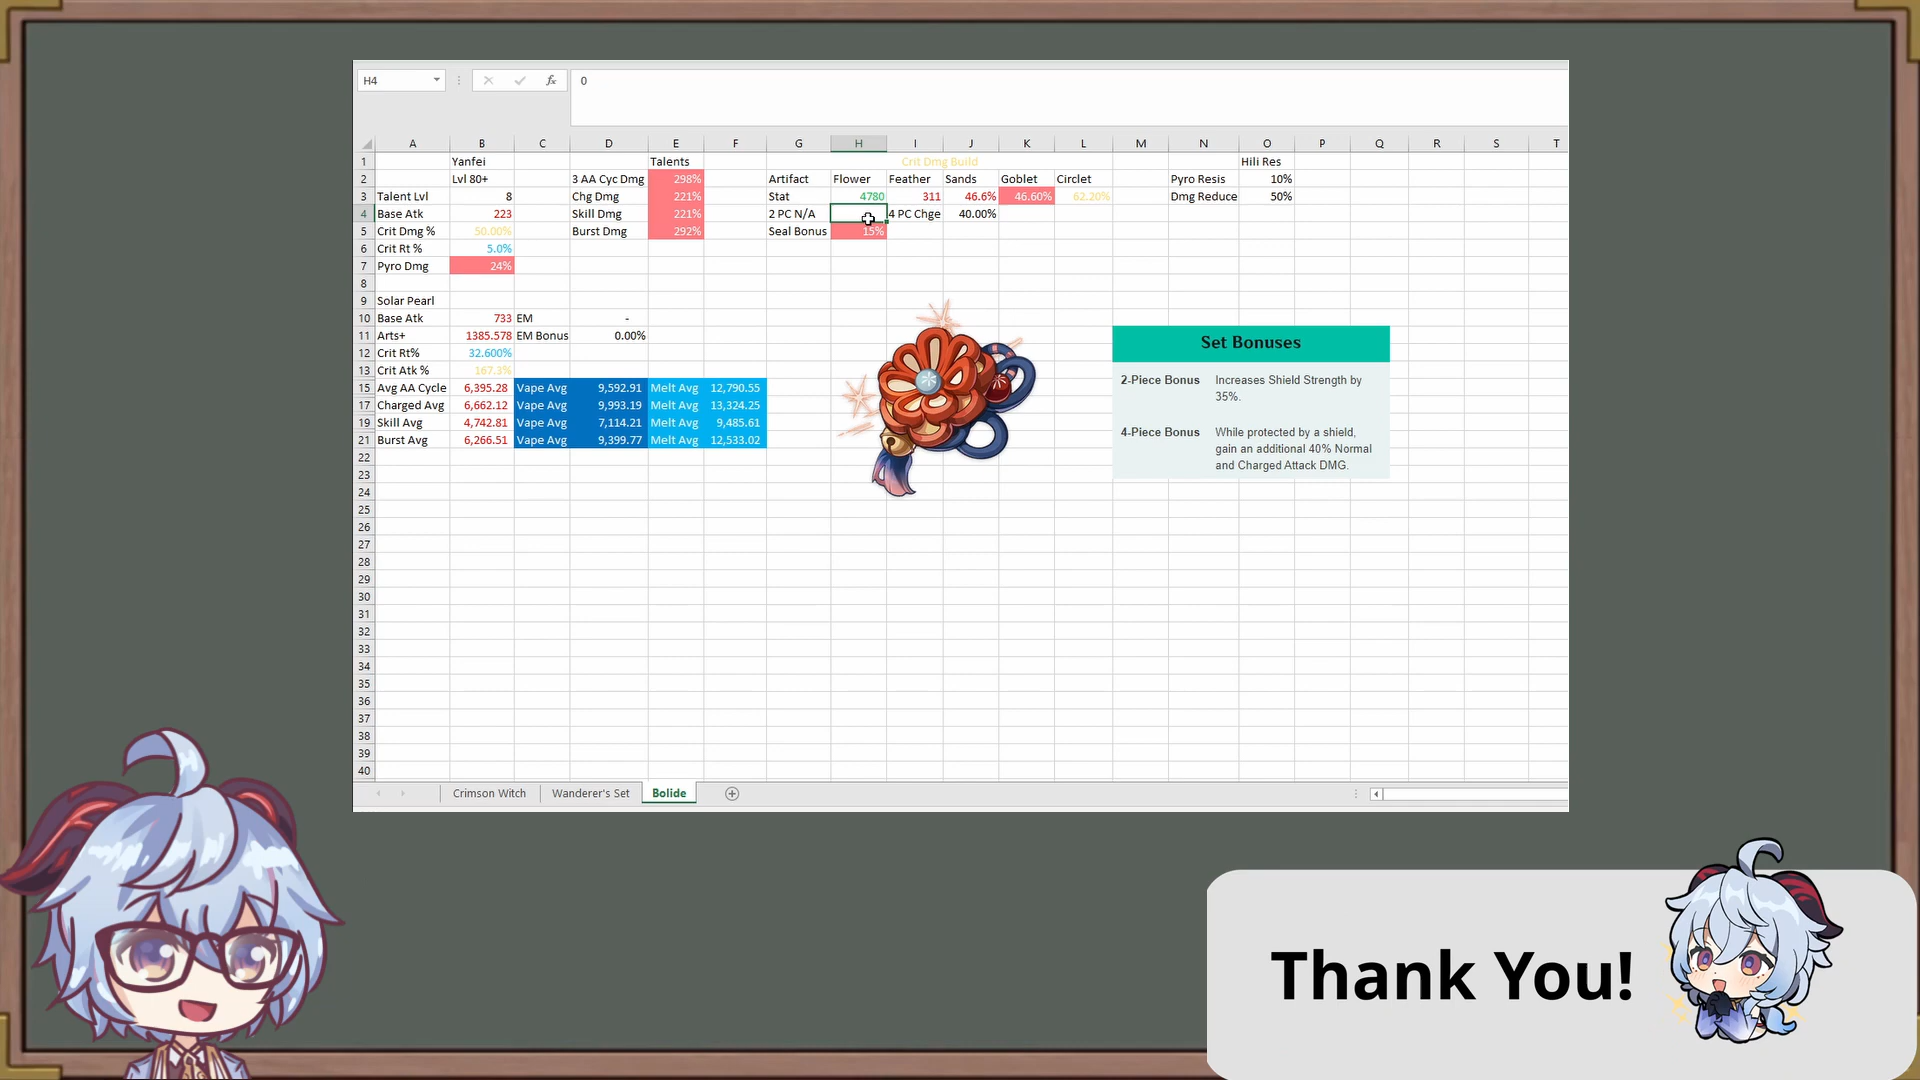 H4 fx 0
A B C D E F G H I J K L M N O P Q R S T
1 Yanfei Talents Crit Dmg Build Hili Res
2 Lvl 80+ 3 AA Cyc Dmg 298% Artifact Flower Feather Sands Goblet Circlet Pyro Resis 10%
3 Talent Lvl 8 Chg Dmg 221% Stat 4780 311 46.6% 46.60% 62.20% Dmg Reduce 50%
4 Base Atk 223 Skill Dmg 221% 2 PC N/A 4 PC Chge 40.00%
5 Crit Dmg % 50.00% Burst Dmg 292% Seal Bonus 15%
6 Crit Rt % 5.0%
7 Pyro Dmg 24%
8
9 Solar Pearl
10 Base Atk 733 EM -
11 Arts+ 1385.578 EM Bonus 0.00%
12 Crit Rt% 32.600%
13 Crit Atk % 167.3%
15 Avg AA Cycle 6,395.28 Vape Avg 9,592.91 Melt Avg 12,790.55
17 Charged Avg 6,662.12 Vape Avg 9,993.19 Melt Avg 13,324.25
19 Skill Avg 4,742.81 Vape Avg 7,114.21 Melt Avg 9,485.61
21 Burst Avg 6,266.51 Vape Avg 9,399.77 Melt Avg 12,533.02
22
23
24
25
26
27
28
29
30
31
32
33
34
35
36
37
38
39
40
Set Bonuses
2-Piece Bonus Increases Shield Strength by
35%.
4-Piece Bonus While protected by a shield,
gain an additional 40% Normal
and Charged Attack DMG.
Crimson Witch Wanderer's Set Bolide
Thank You!